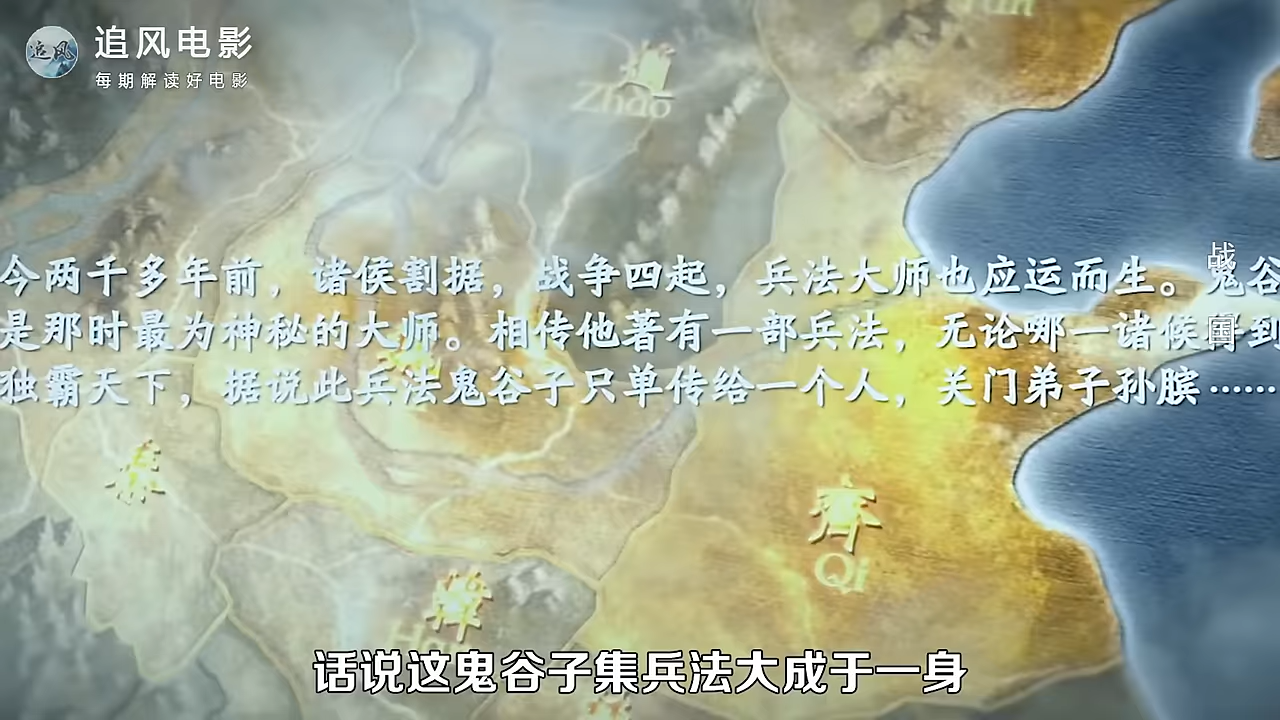 追风电影
每期解读好电影
Zhao
今两千多年前，诸侯割据，战争四起，兵法大师也应运而生。鬼谷
是那时最为神秘的大师。相传他著有一部兵法，无论哪一诸候得到
独霸天下，据说此兵法鬼谷子只单传给一个人，关门弟子孙膑……
战国
秦
齐
Qi
韩
话说这鬼谷子集兵法大成于一身